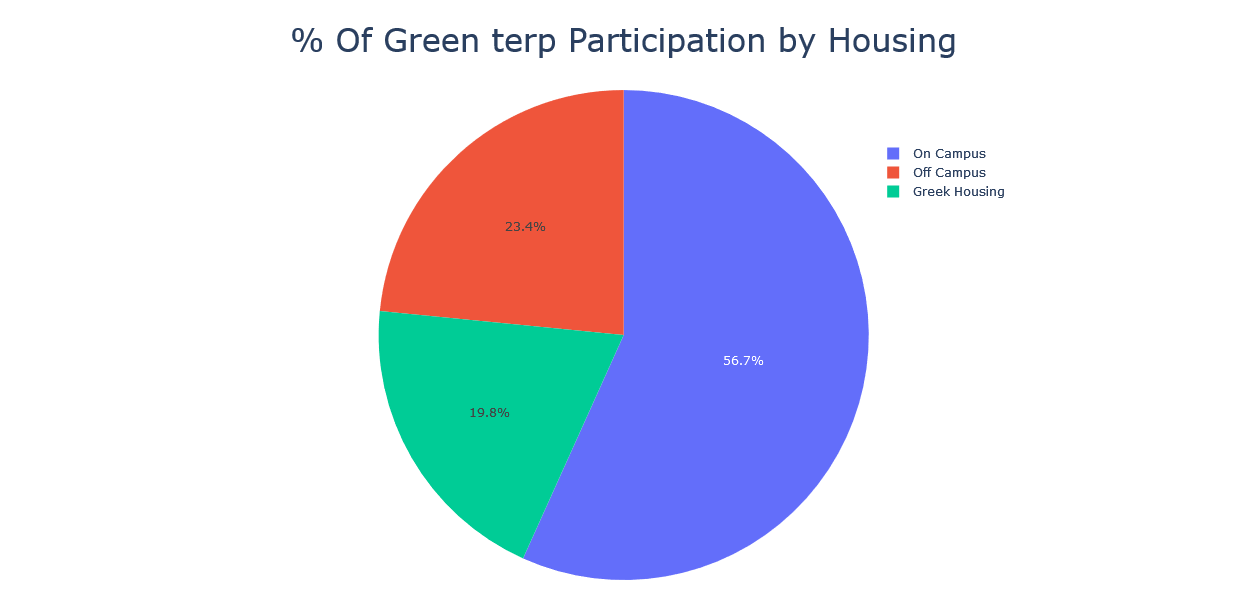 % Of Green terp Participation by Housing
On Campus
Off Campus
Greek Housing
23.4%
56.7%
19.8%